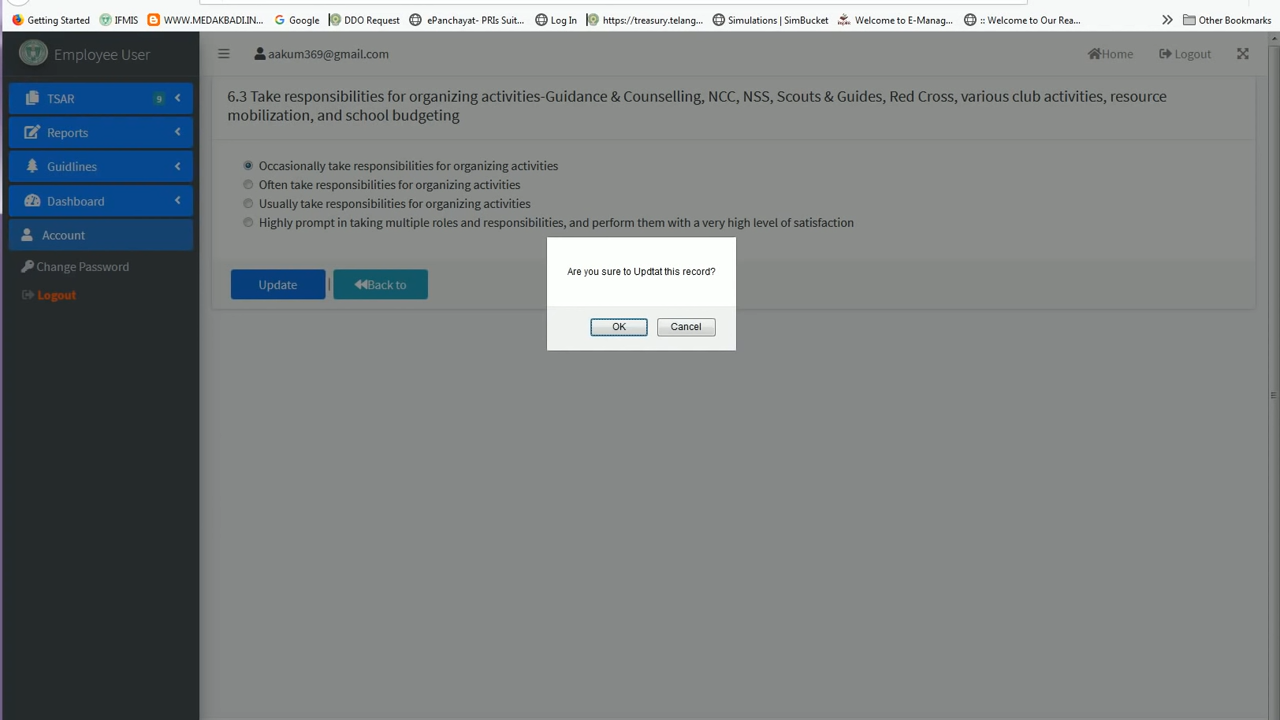 Getting Started IFMIS WWW.MEDAKBADI.IN... Google DDO Request ePanchayat- PRIs Suit... Log In https://treasury.telang... Simulations | SimBucket Welcome to E-Manag... :: Welcome to Our Rea... Other Bookmarks
Employee User aakum369@gmail.com Home Logout
TSAR 9
Reports
Guidlines
Dashboard
Account
Change Password
Logout
6.3 Take responsibilities for organizing activities-Guidance & Counselling, NCC, NSS, Scouts & Guides, Red Cross, various club activities, resource
mobilization, and school budgeting
Occasionally take responsibilities for organizing activities
Often take responsibilities for organizing activities
Usually take responsibilities for organizing activities
Highly prompt in taking multiple roles and responsibilities, and perform them with a very high level of satisfaction
Update | Back to
Are you sure to Updtat this record?
OK Cancel